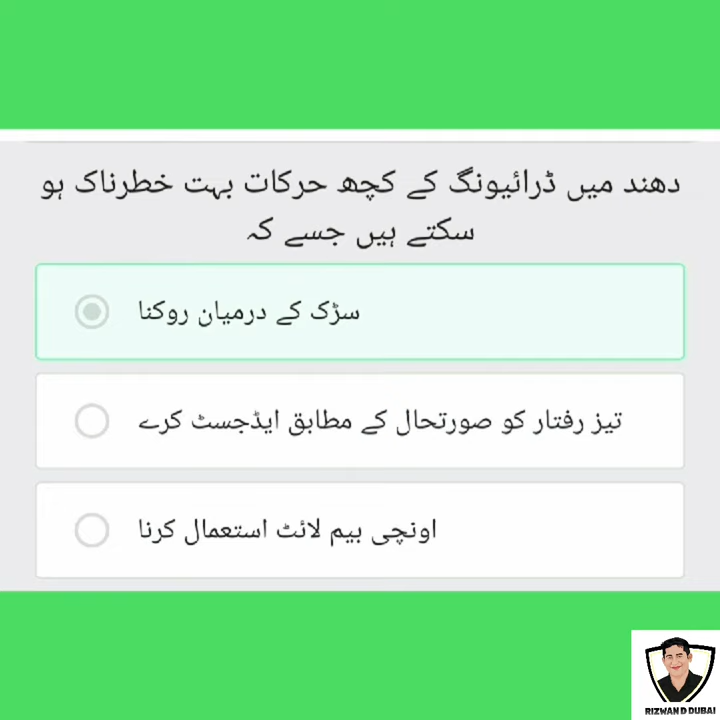 دھند میں ڈرائیونگ کے کچھ حرکات بہت خطرناک ہو
سکتے ہیں جسے کہ
سڑک کے درمیان روکنا
تیز رفتار کو صورتحال کے مطابق ایڈجسٹ کرے
اونچی بیم لائٹ استعمال کرنا
RIZWAN D DUBAI